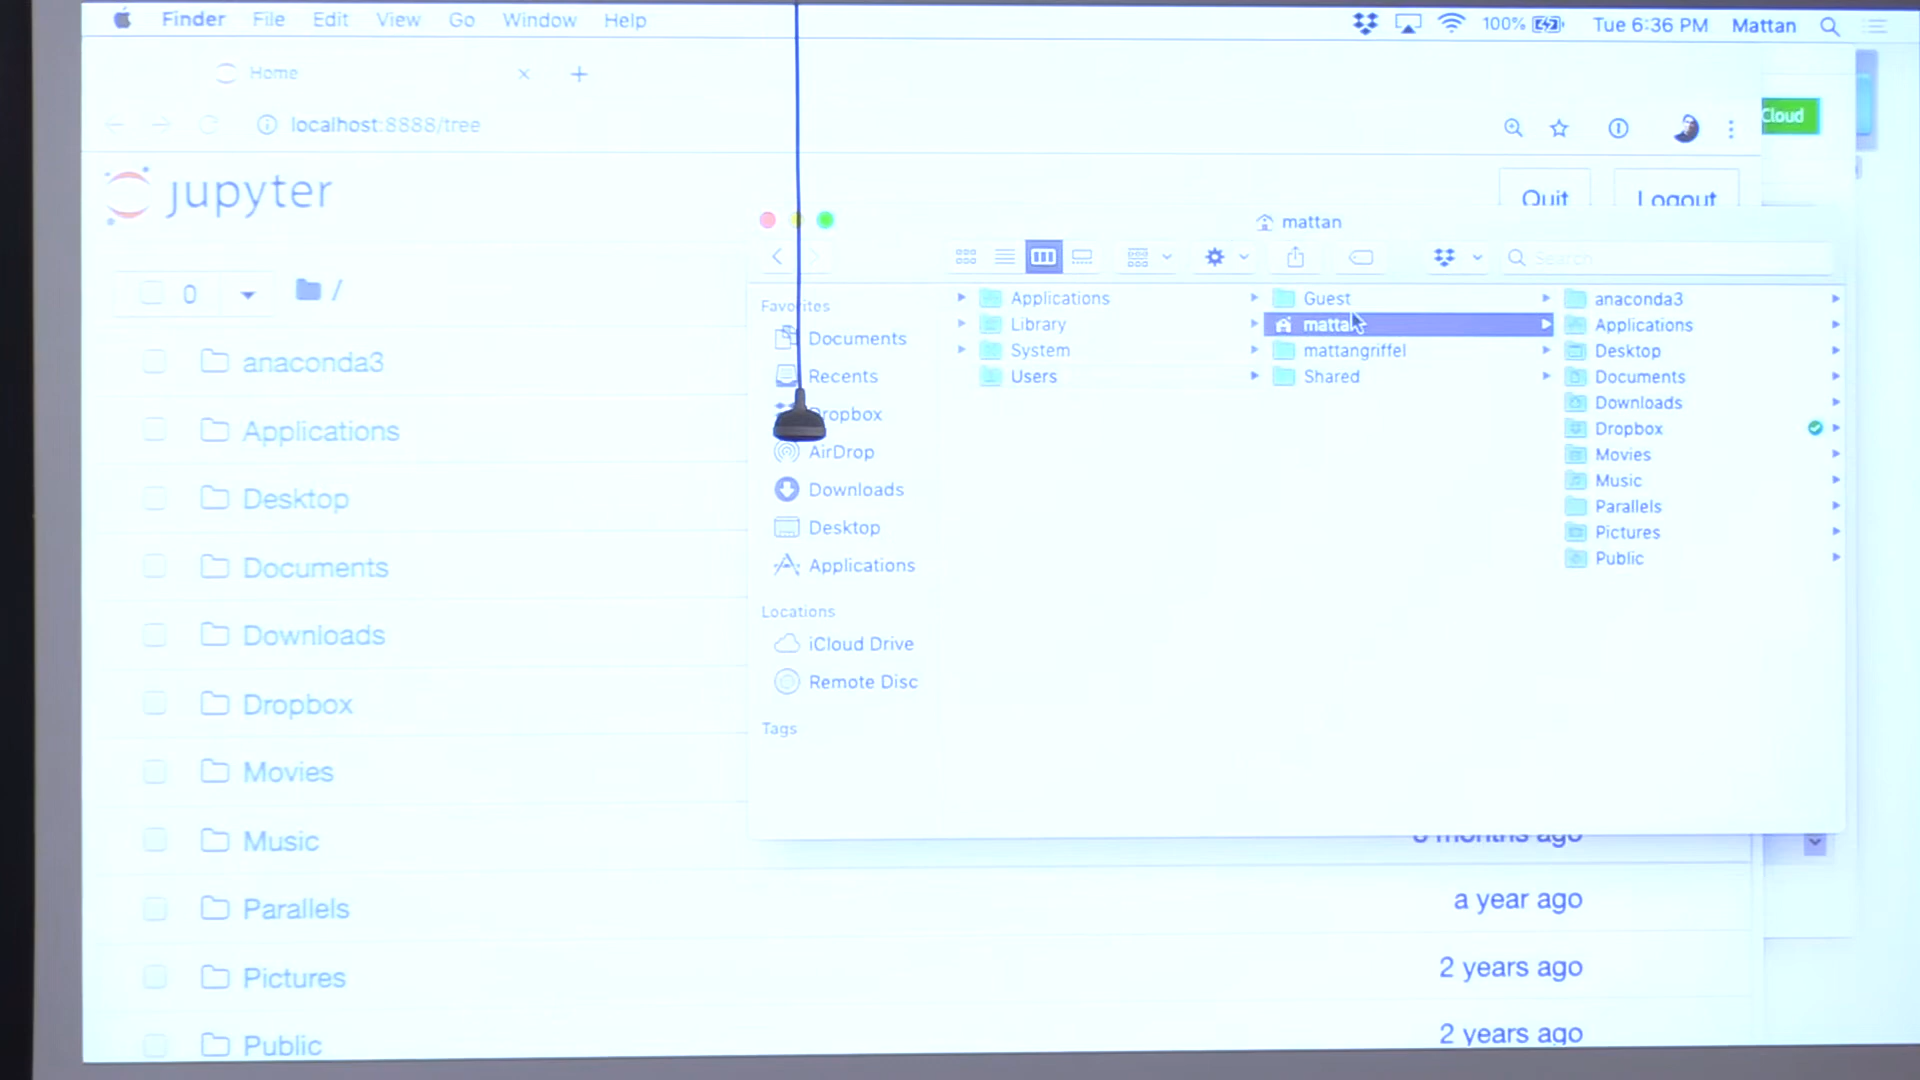 Finder File Edit View Go Window Help 100% Tue 6:36 PM Mattan
Home
localhost:8888/tree
Cloud
jupyter
Quit Logout
mattan
Search
0 /
Favorites
Documents
Recents
Dropbox
AirDrop
Downloads
Desktop
Applications
Locations
iCloud Drive
Remote Disc
Tags
Applications
Library
System
Users
Guest
mattan
mattangriffel
Shared
anaconda3
Applications
Desktop
Documents
Downloads
Dropbox
Movies
Music
Parallels
Pictures
Public
anaconda3
Applications
Desktop
Documents
Downloads
Dropbox
Movies
Music months ago
Parallels a year ago
Pictures 2 years ago
Public 2 years ago